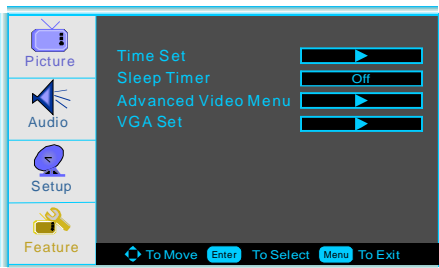 Picture
Audio
Setup
Feature
Time Set
Sleep Timer Off
Advanced Video Menu
VGA Set
To Move Enter To Select Menu To Exit